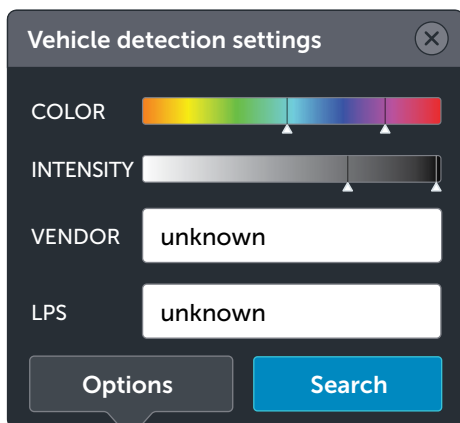 Vehicle detection settings
COLOR
INTENSITY
VENDOR unknown
LPS unknown
Options Search